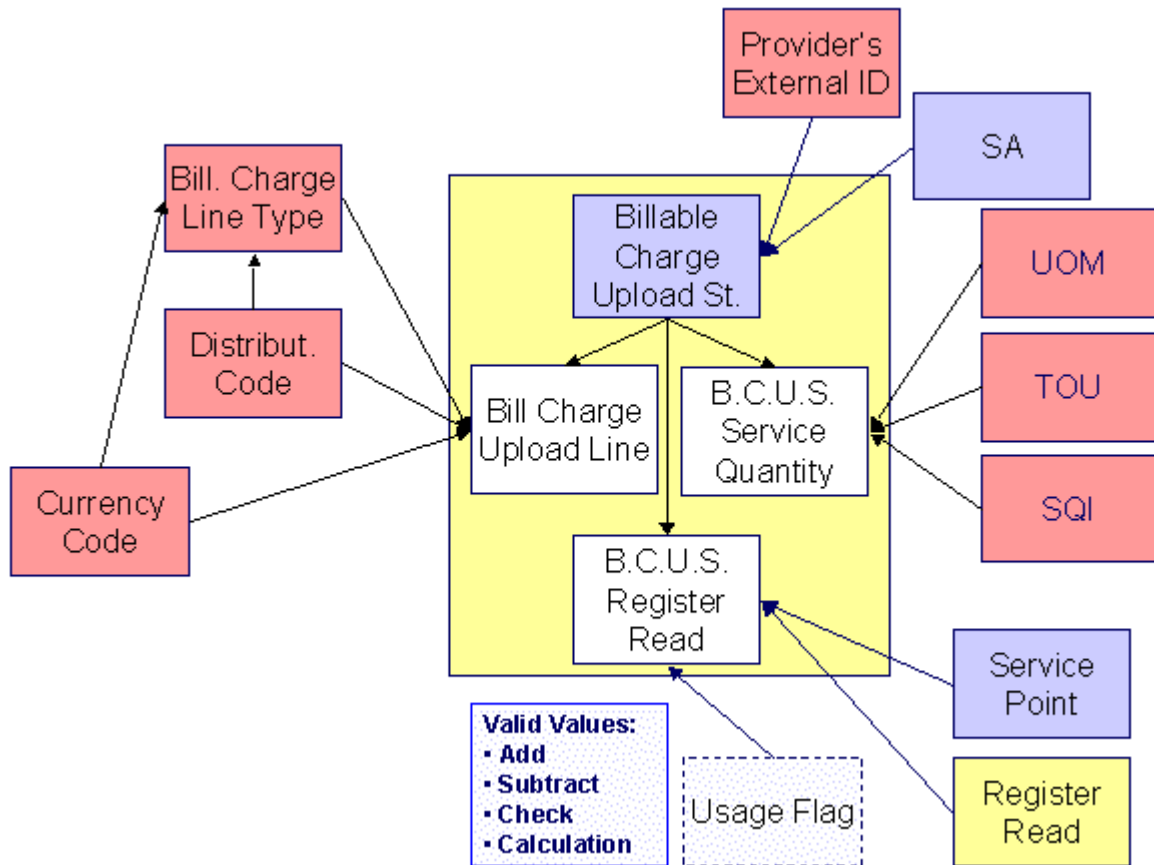 Provider's
External ID
SA
Bill. Charge
Line Type
Billable
Charge
Upload St.
UOM
Distribut.
Code
TOU
Bill Charge
Upload Line
B.C.U.S.
Service
Quantity
Currency
Code
SQI
B.C.U.S.
Register
Read
Service
Point
Valid Values:
▪ Add
▪ Subtract
▪ Check
▪ Calculation
Usage Flag
Register
Read